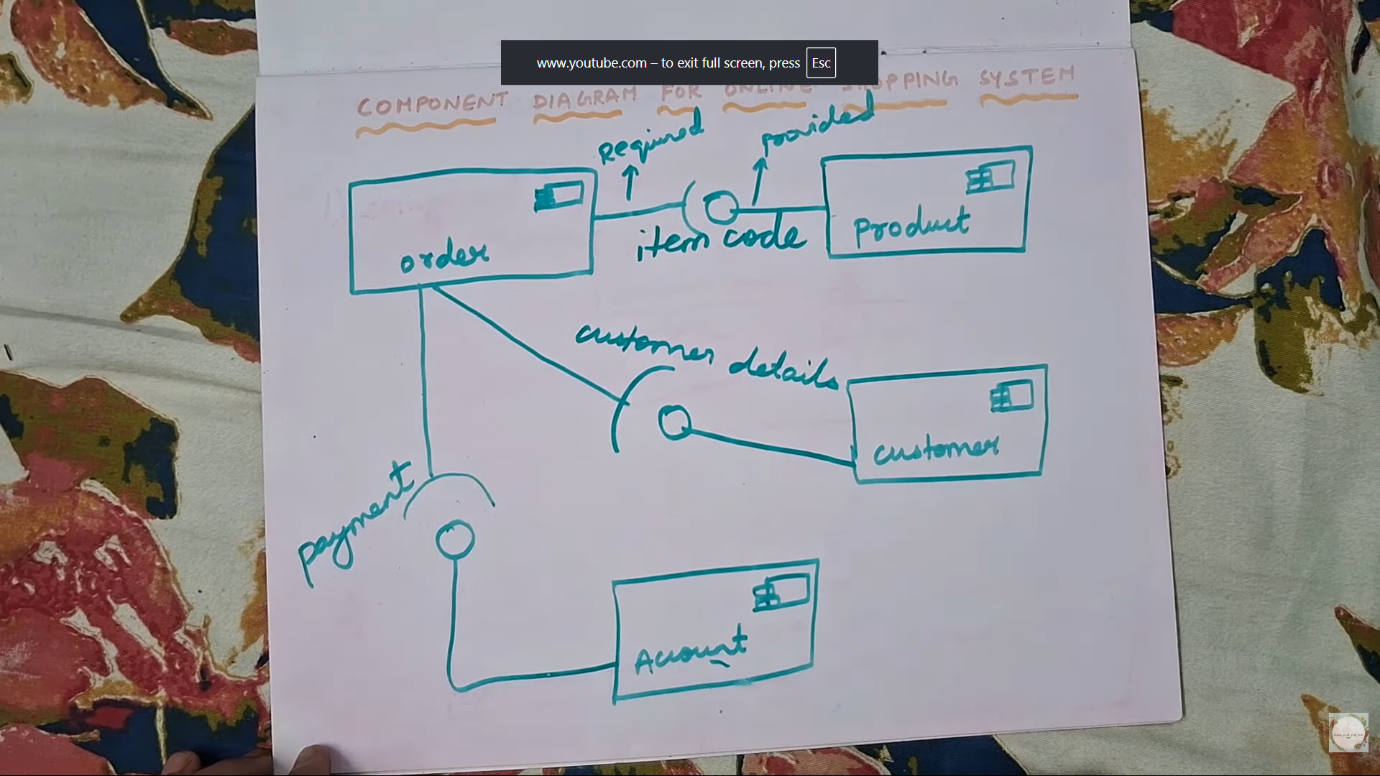 www.youtube.com – to exit full screen, press Esc
COMPONENT DIAGRAM FOR ONLINE SHOPPING SYSTEM
Required
provided
order
item code
product
customer details
customer
payment
Account